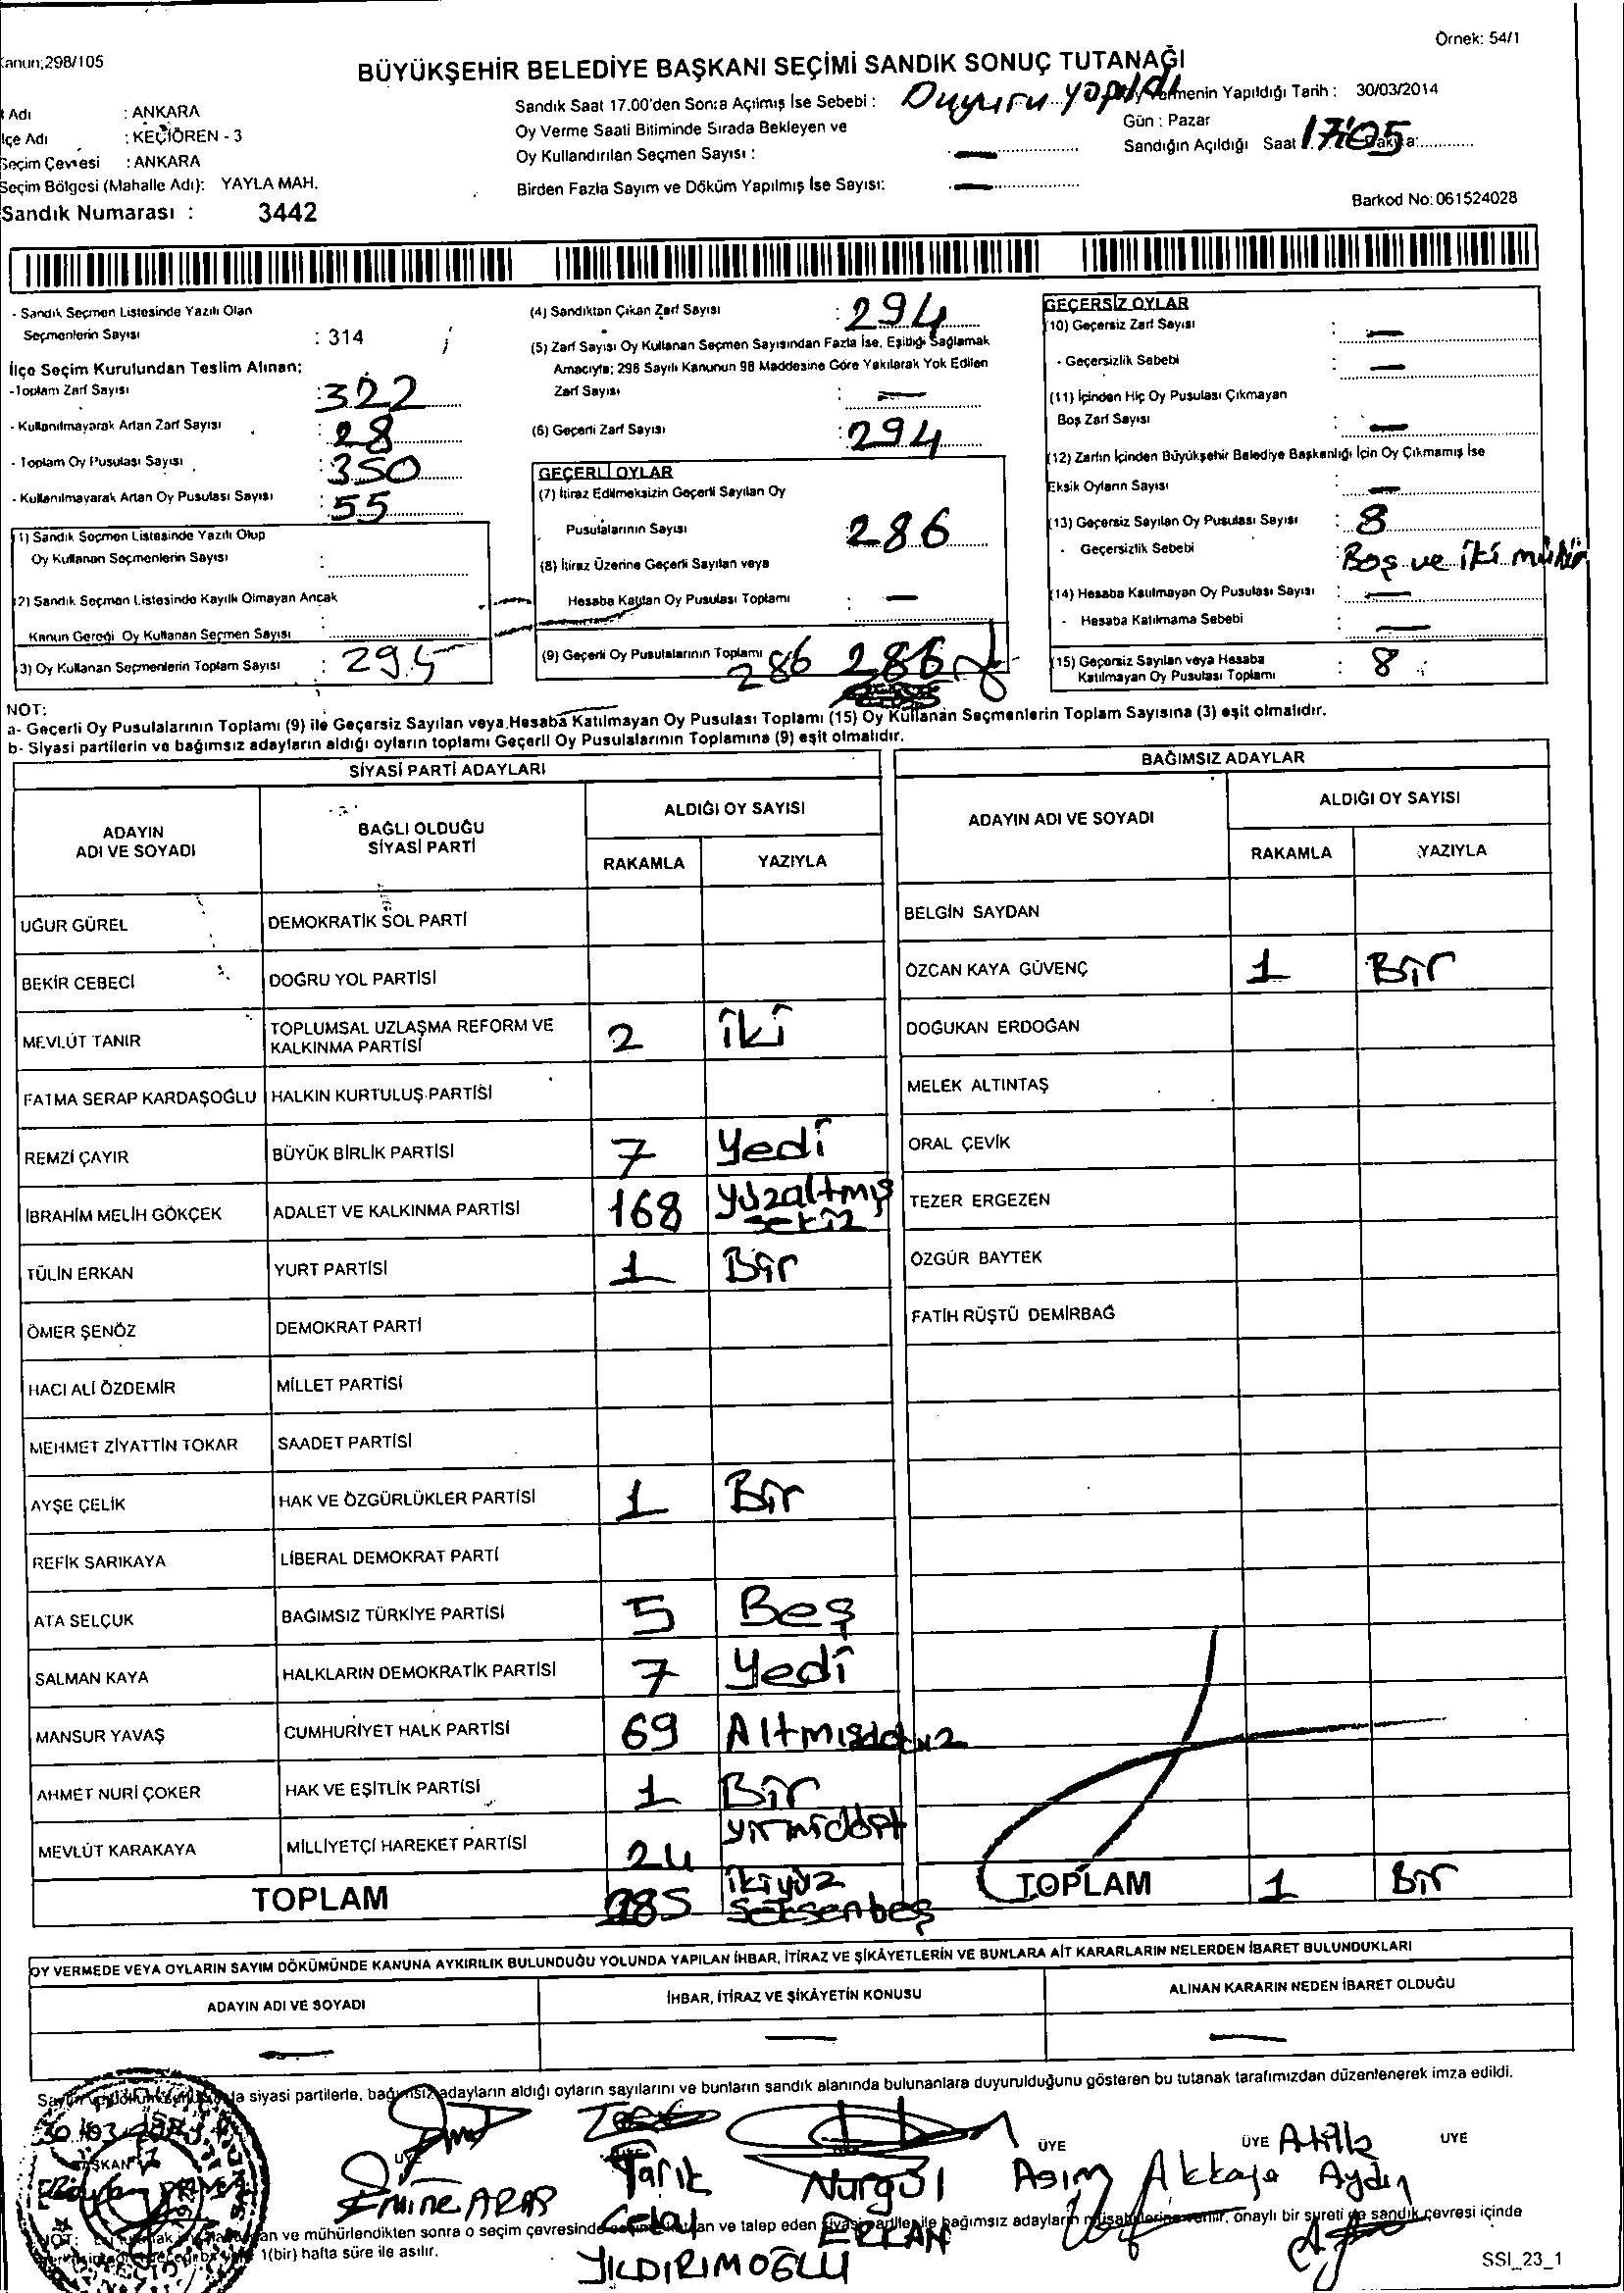 Kanun;298/105
Örnek: 54/1
BÜYÜKŞEHİR BELEDİYE BAŞKANI SEÇİMİ SANDIK SONUÇ TUTANAĞI
Adı : ANKARA
İlçe Adı : KEÇİÖREN - 3
Seçim Çevresi : ANKARA
Seçim Bölgesi (Mahalle Adı): YAYLA MAH.
Sandık Numarası : 3442
Sandık Saat 17.00'den Sonra Açılmış İse Sebebi : Duyuru yapıldı
Oy Verme Saati Bitiminde Sırada Bekleyen ve
Oy Kullandırılan Seçmen Sayısı : —
Birden Fazla Sayım ve Döküm Yapılmış İse Sayısı: —
Oy Vermenin Yapıldığı Tarih : 30/03/2014
Gün : Pazar
Sandığın Açıldığı Saat 17:05
Barkod No: 061524028
- Sandık Seçmen Listesinde Yazılı Olan
Seçmenlerin Sayısı : 314
İlçe Seçim Kurulundan Teslim Alınan;
-Toplam Zarf Sayısı : 322
- Kullanılmayarak Artan Zarf Sayısı : 28
- Toplam Oy Pusulası Sayısı : 350
- Kullanılmayarak Artan Oy Pusulası Sayısı : 55
1) Sandık Seçmen Listesinde Yazılı Olup
Oy Kullanan Seçmenlerin Sayısı :
2) Sandık Seçmen Listesinde Kayıtlı Olmayan Ancak
Kanun Gereği Oy Kullanan Seçmen Sayısı :
3) Oy Kullanan Seçmenlerin Toplam Sayısı : 295
(4) Sandıktan Çıkan Zarf Sayısı : 294
(5) Zarf Sayısı Oy Kullanan Seçmen Sayısından Fazla İse, Eşitliği Sağlamak
Amacıyla; 298 Sayılı Kanunun 98 Maddesine Göre Yakılarak Yok Edilen
Zarf Sayısı : —
(6) Geçerli Zarf Sayısı : 294
GEÇERLİ OYLAR
(7) İtiraz Edilmeksizin Geçerli Sayılan Oy
Pusulalarının Sayısı 286
(8) İtiraz Üzerine Geçerli Sayılan veya
Hesaba Katılan Oy Pusulası Toplamı : —
(9) Geçerli Oy Pusulalarının Toplamı 286 286
GEÇERSİZ OYLAR
(10) Geçersiz Zarf Sayısı : —
- Geçersizlik Sebebi : —
(11) İçinden Hiç Oy Pusulası Çıkmayan
Boş Zarf Sayısı : —
(12) Zarfın İçinden Büyükşehir Belediye Başkanlığı İçin Oy Çıkmamış İse
Eksik Oyların Sayısı : —
(13) Geçersiz Sayılan Oy Pusulası Sayısı : 8
- Geçersizlik Sebebi : Boş ve iki mühür
(14) Hesaba Katılmayan Oy Pusulası Sayısı : —
- Hesaba Katılmama Sebebi : —
(15) Geçersiz Sayılan veya Hesaba
Katılmayan Oy Pusulası Toplamı : 8
NOT:
a- Geçerli Oy Pusulalarının Toplamı (9) ile Geçersiz Sayılan veya Hesaba Katılmayan Oy Pusulası Toplamı (15) Oy Kullanan Seçmenlerin Toplam Sayısına (3) eşit olmalıdır.
b- Siyasi partilerin ve bağımsız adayların aldığı oyların toplamı Geçerli Oy Pusulalarının Toplamına (9) eşit olmalıdır.
SİYASİ PARTİ ADAYLARI
ADAYIN ADI VE SOYADI
BAĞLI OLDUĞU SİYASİ PARTİ
ALDIĞI OY SAYISI
RAKAMLA YAZIYLA
UĞUR GÜREL DEMOKRATİK SOL PARTİ
BEKİR CEBECİ DOĞRU YOL PARTİSİ
MEVLÜT TANIR TOPLUMSAL UZLAŞMA REFORM VE KALKINMA PARTİSİ 2 iki
FATMA SERAP KARDAŞOĞLU HALKIN KURTULUŞ PARTİSİ
REMZİ ÇAYIR BÜYÜK BİRLİK PARTİSİ 7 Yedi
İBRAHİM MELİH GÖKÇEK ADALET VE KALKINMA PARTİSİ 168 yüzaltmış sekiz
TÜLİN ERKAN YURT PARTİSİ 1 Bir
ÖMER ŞENÖZ DEMOKRAT PARTİ
HACI ALİ ÖZDEMİR MİLLET PARTİSİ
MEHMET ZİYATTİN TOKAR SAADET PARTİSİ
AYŞE ÇELİK HAK VE ÖZGÜRLÜKLER PARTİSİ 1 Bir
REFİK SARIKAYA LİBERAL DEMOKRAT PARTİ
ATA SELÇUK BAĞIMSIZ TÜRKİYE PARTİSİ 5 Beş
SALMAN KAYA HALKLARIN DEMOKRATİK PARTİSİ 7 Yedi
MANSUR YAVAŞ CUMHURİYET HALK PARTİSİ 69 Altmışdokuz
AHMET NURİ ÇOKER HAK VE EŞİTLİK PARTİSİ 1 Bir
MEVLÜT KARAKAYA MİLLİYETÇİ HAREKET PARTİSİ 24 yirmidört
TOPLAM 285 ikiyüz seksenbeş
BAĞIMSIZ ADAYLAR
ADAYIN ADI VE SOYADI
ALDIĞI OY SAYISI
RAKAMLA YAZIYLA
BELGİN SAYDAN
ÖZCAN KAYA GÜVENÇ 1 Bir
DOĞUKAN ERDOĞAN
MELEK ALTINTAŞ
ORAL ÇEVİK
TEZER ERGEZEN
ÖZGÜR BAYTEK
FATİH RÜŞTÜ DEMİRBAĞ
TOPLAM 1 Bir
OY VERMEDE VEYA OYLARIN SAYIM DÖKÜMÜNDE KANUNA AYKIRILIK BULUNDUĞU YOLUNDA YAPILAN İHBAR, İTİRAZ VE ŞİKÂYETLERİN VE BUNLARA AİT KARARLARIN NELERDEN İBARET BULUNDUKLARI
ADAYIN ADI VE SOYADI İHBAR, İTİRAZ VE ŞİKÂYETİN KONUSU ALINAN KARARIN NEDEN İBARET OLDUĞU
— — —
siyasi partilerle, bağımsız adayların aldığı oyların sayılarını ve bunların sandık alanında bulunanlara duyurulduğunu gösteren bu tutanak tarafımızdan düzenlenerek imza edildi.
BAŞKAN ÜYE ÜYE ÜYE
Emine ARAS
Tarık Celal YILDIRIMOĞLU
Nurgül ERCAN
Asım Akkaya
Atilla Aydın
ve mühürlendikten sonra o seçim çevresinde ve talep eden siyasi partiler ile bağımsız adayların müşahitlerine verilir, onaylı bir sureti de sandık çevresi içinde
1(bir) hafta süre ile asılır.
SSI_23_1